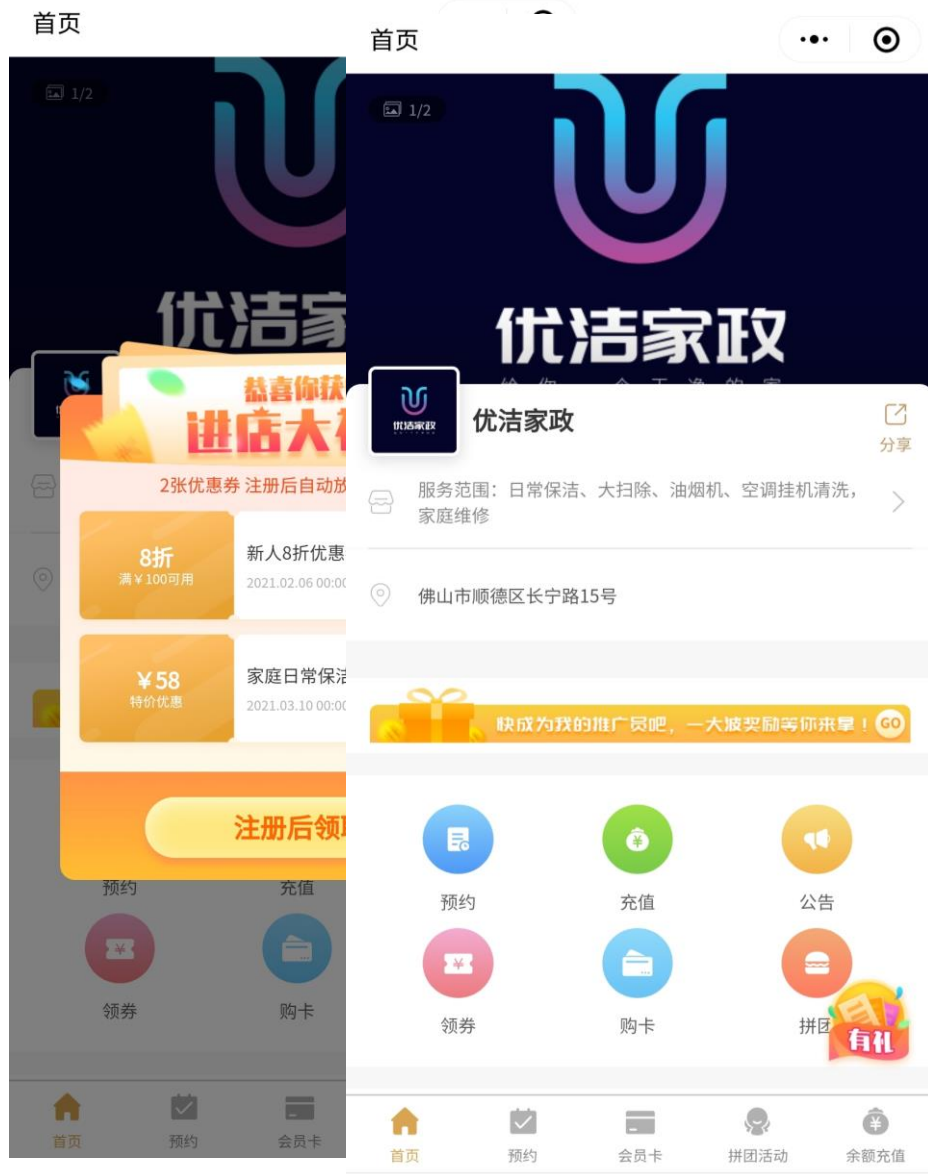 首页
1/2
优洁家
恭喜你获
进店大
2张优惠券 注册后自动放
8折
满￥100可用
新人8折优惠
2021.02.06 00:00
￥58
特价优惠
家庭日常保洁
2021.03.10 00:00
注册后领取
预约
充值
领券
购卡
首页
预约
会员卡
首页
1/2
优洁家政
优洁家政
优洁家政
分享
服务范围：日常保洁、大扫除、油烟机、空调挂机清洗，
家庭维修
佛山市顺德区长宁路15号
快成为我的推广员吧，一大波奖励等你来拿！GO
预约
充值
公告
领券
购卡
拼团
有礼
首页
预约
会员卡
拼团活动
余额充值